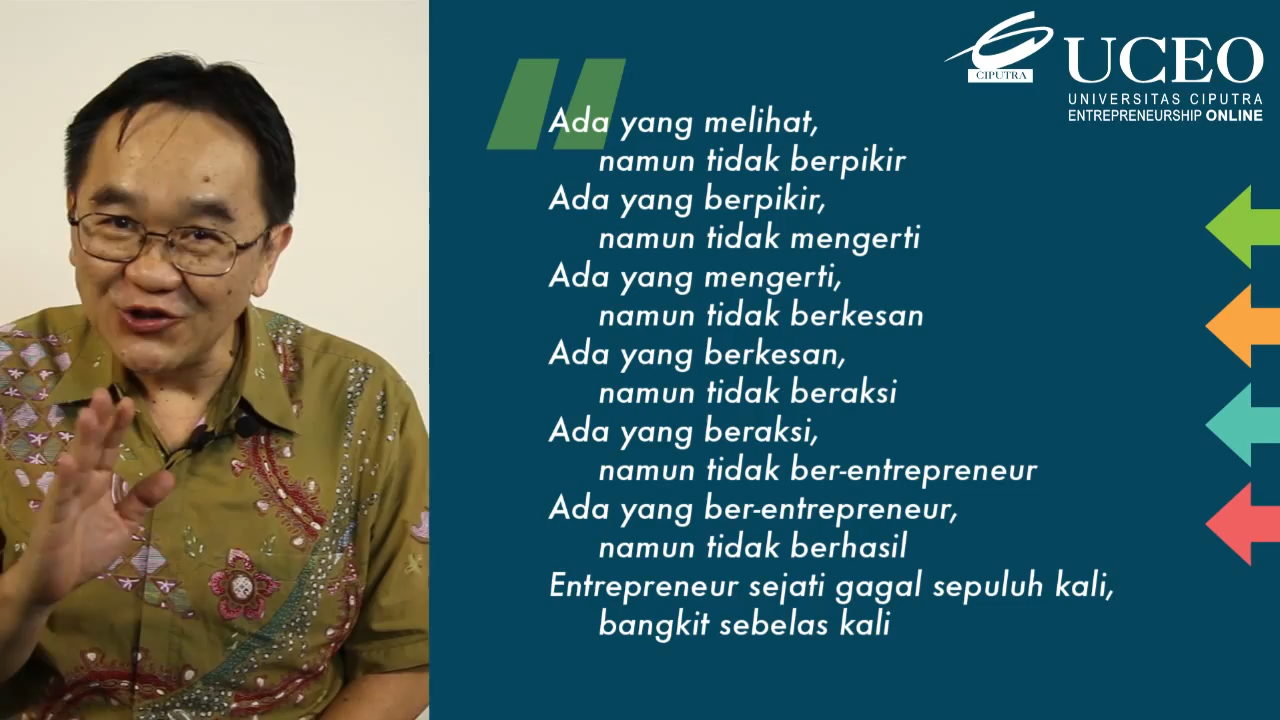 CIPUTRA
UCEO
UNIVERSITAS CIPUTRA
ENTREPRENEURSHIP ONLINE
Ada yang melihat,
namun tidak berpikir
Ada yang berpikir,
namun tidak mengerti
Ada yang mengerti,
namun tidak berkesan
Ada yang berkesan,
namun tidak beraksi
Ada yang beraksi,
namun tidak ber-entrepreneur
Ada yang ber-entrepreneur,
namun tidak berhasil
Entrepreneur sejati gagal sepuluh kali,
bangkit sebelas kali